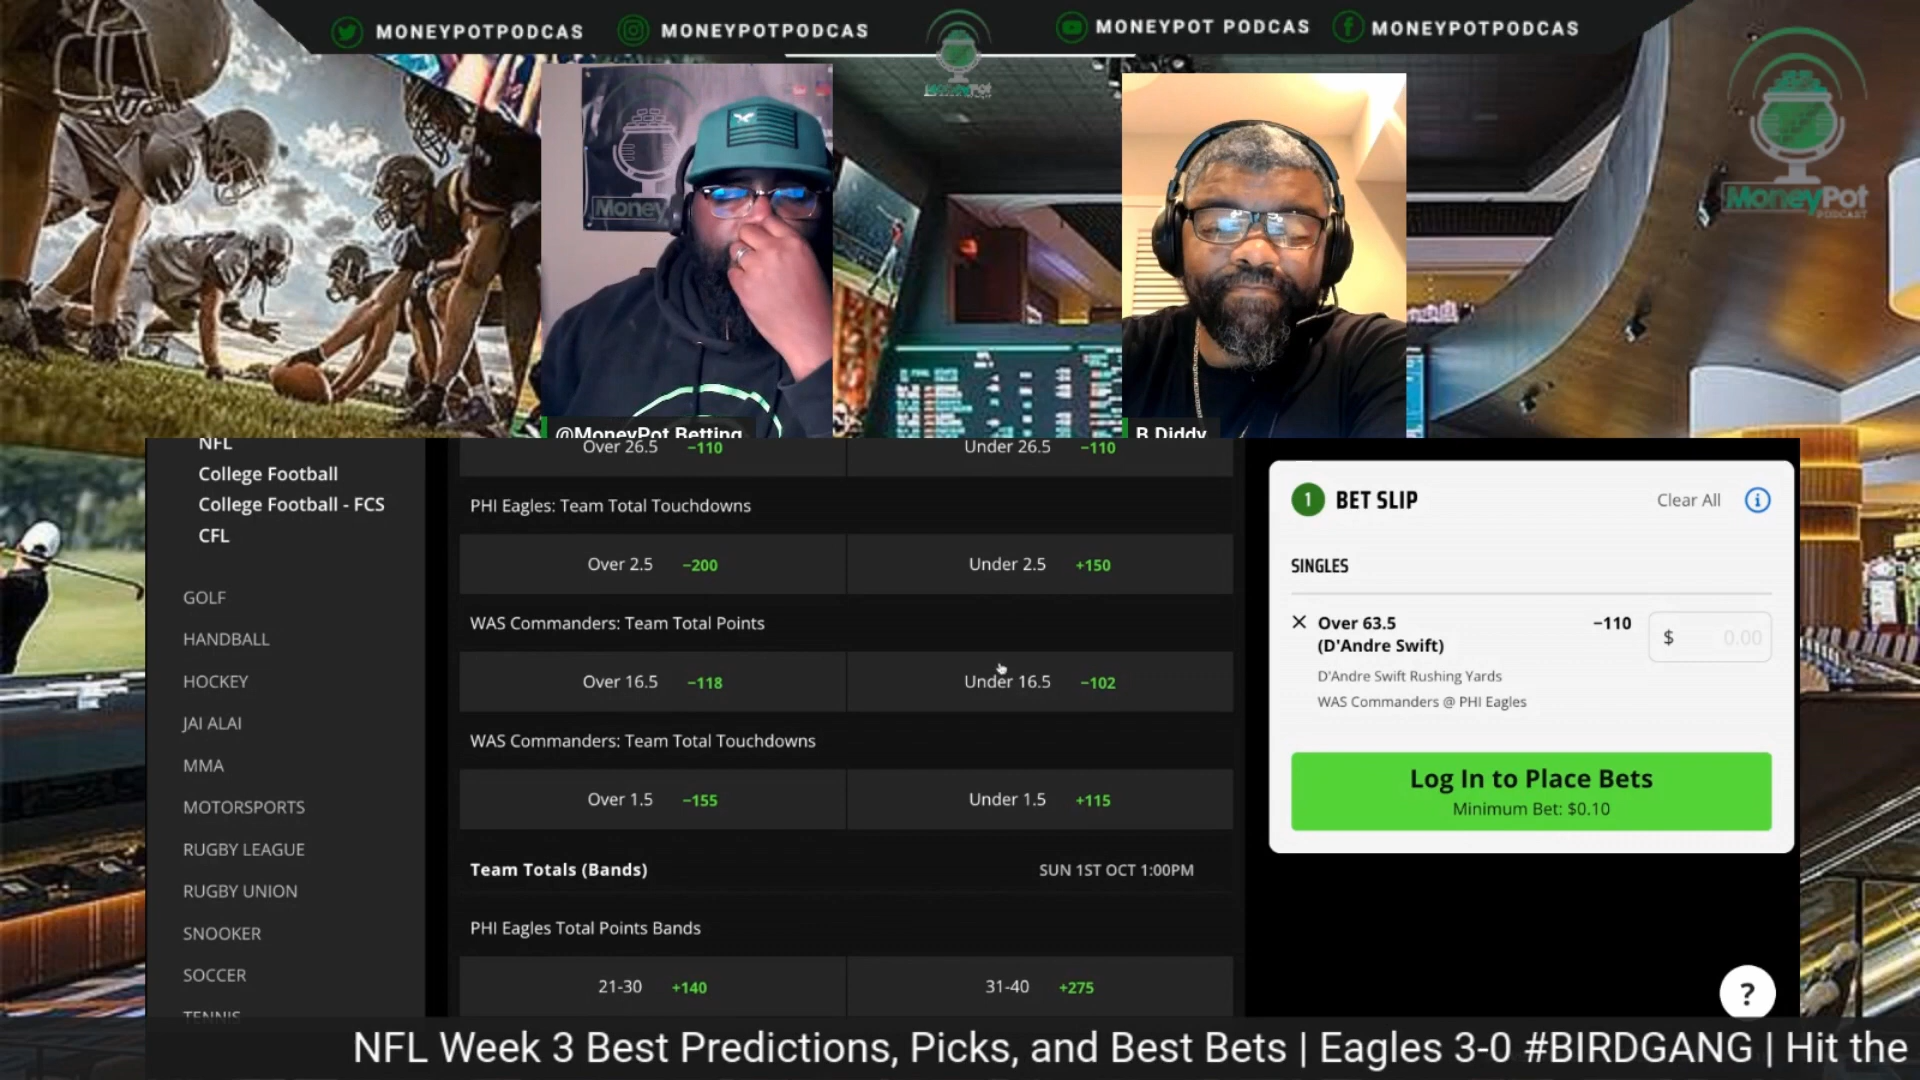 MONEYPOTPODCAS
MONEYPOTPODCAS
MONEYPOT PODCAS
MONEYPOTPODCAS
MoneyPot
MoneyPot
PODCAST
Money
@MoneyPot Betting
B Diddy
NFL
College Football
College Football - FCS
CFL
GOLF
HANDBALL
HOCKEY
JAI ALAI
MMA
MOTORSPORTS
RUGBY LEAGUE
RUGBY UNION
SNOOKER
SOCCER
TENNIS
Over 26.5 −110
Under 26.5 −110
PHI Eagles: Team Total Touchdowns
Over 2.5 −200
Under 2.5 +150
WAS Commanders: Team Total Points
Over 16.5 −118
Under 16.5 −102
WAS Commanders: Team Total Touchdowns
Over 1.5 −155
Under 1.5 +115
Team Totals (Bands)
SUN 1ST OCT 1:00PM
PHI Eagles Total Points Bands
21-30 +140
31-40 +275
1 BET SLIP
Clear All
SINGLES
Over 63.5 −110
(D'Andre Swift)
$ 0.00
D'Andre Swift Rushing Yards
WAS Commanders @ PHI Eagles
Log In to Place Bets
Minimum Bet: $0.10
?
NFL Week 3 Best Predictions, Picks, and Best Bets | Eagles 3-0 #BIRDGANG | Hit the